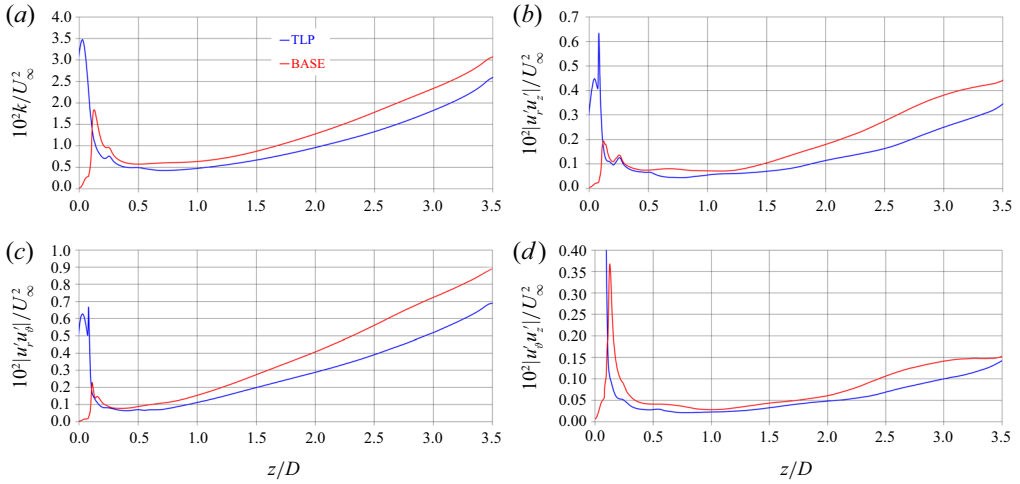 (a)
4.0
3.5
3.0
2.5
2.0
1.5
1.0
0.5
0.0
10²k/U²∞
TLP
BASE
0.0 0.5 1.0 1.5 2.0 2.5 3.0 3.5
(b)
0.7
0.6
0.5
0.4
0.3
0.2
0.1
0.0
10²|u′ᵣu′z|/U²∞
0.0 0.5 1.0 1.5 2.0 2.5 3.0 3.5
(c)
1.0
0.9
0.8
0.7
0.6
0.5
0.4
0.3
0.2
0.1
0.0
10²|u′ᵣu′ϑ|/U²∞
0.0 0.5 1.0 1.5 2.0 2.5 3.0 3.5
z/D
(d)
0.40
0.35
0.30
0.25
0.20
0.15
0.10
0.05
0.00
10²|u′ϑu′z|/U²∞
0.0 0.5 1.0 1.5 2.0 2.5 3.0 3.5
z/D